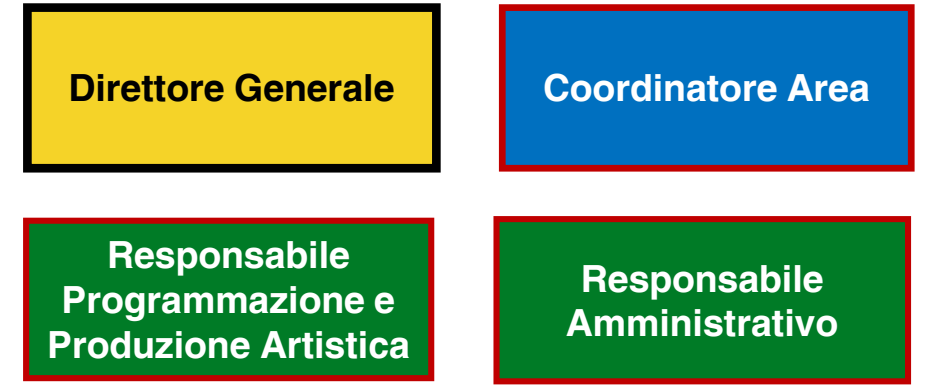 Direttore Generale
Coordinatore Area
Responsabile
Programmazione e
Produzione Artistica
Responsabile
Amministrativo